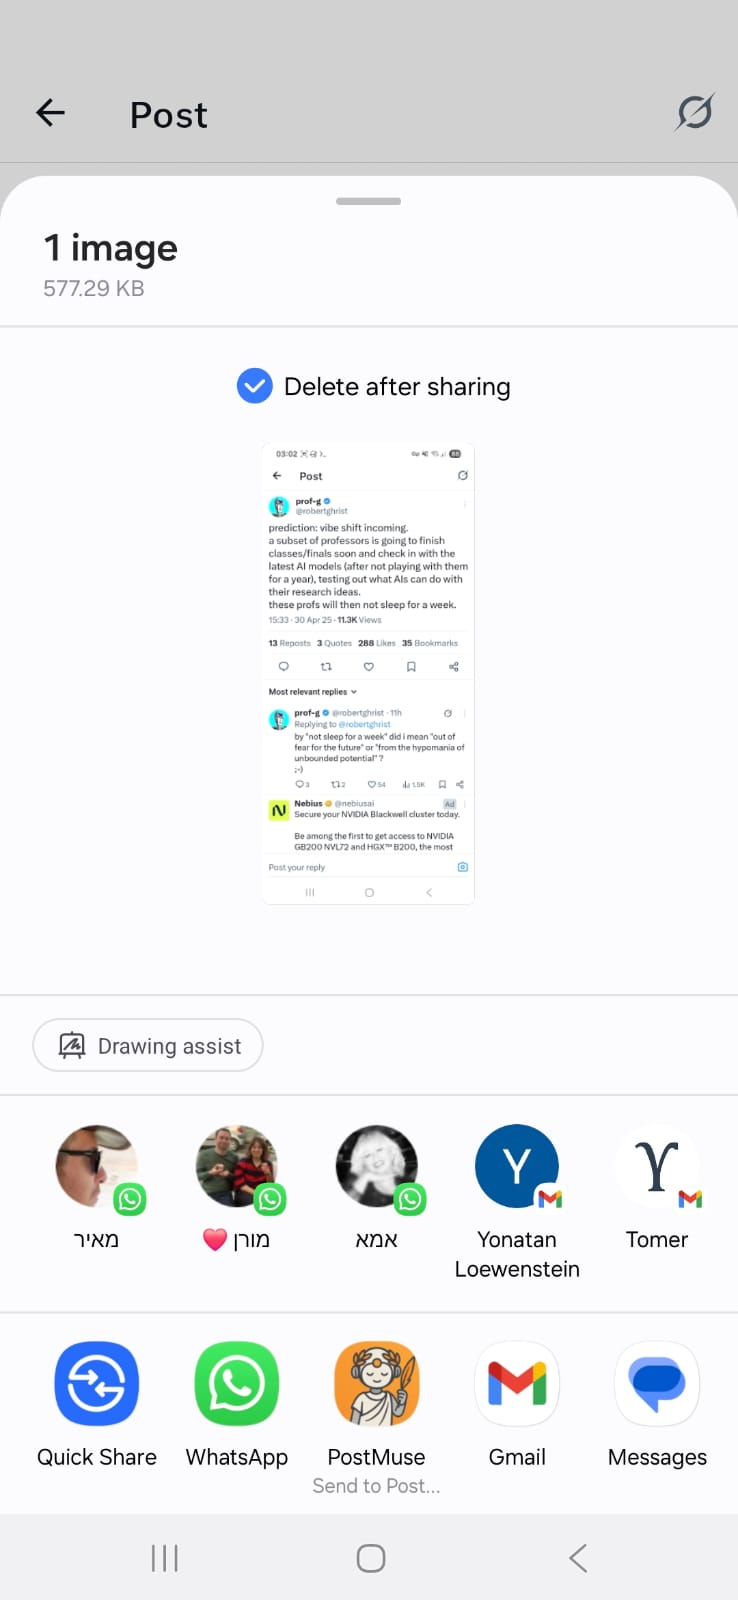 Post
1 image
577.29 KB
Delete after sharing
03:02
88
Post
prof-g
@robertghrist
prediction: vibe shift incoming.
a subset of professors is going to finish
classes/finals soon and check in with the
latest AI models (after not playing with them
for a year), testing out what AIs can do with
their research ideas.
these profs will then not sleep for a week.
15:33 · 30 Apr 25 · 11.3K Views
13 Reposts 3 Quotes 288 Likes 35 Bookmarks
Most relevant replies
prof-g @robertghrist · 11h
Replying to @robertghrist
by "not sleep for a week" did i mean "out of
fear for the future" or "from the hypomania of
unbounded potential"?
;-)
3 2 54 1.5K
Nebius @nebiusai Ad
Secure your NVIDIA Blackwell cluster today.
Be among the first to get access to NVIDIA
GB200 NVL72 and HGX™ B200, the most
Post your reply
Drawing assist
מאיר
מורן ❤️
אמא
Yonatan
Loewenstein
Tomer
Quick Share
WhatsApp
PostMuse
Send to Post...
Gmail
Messages